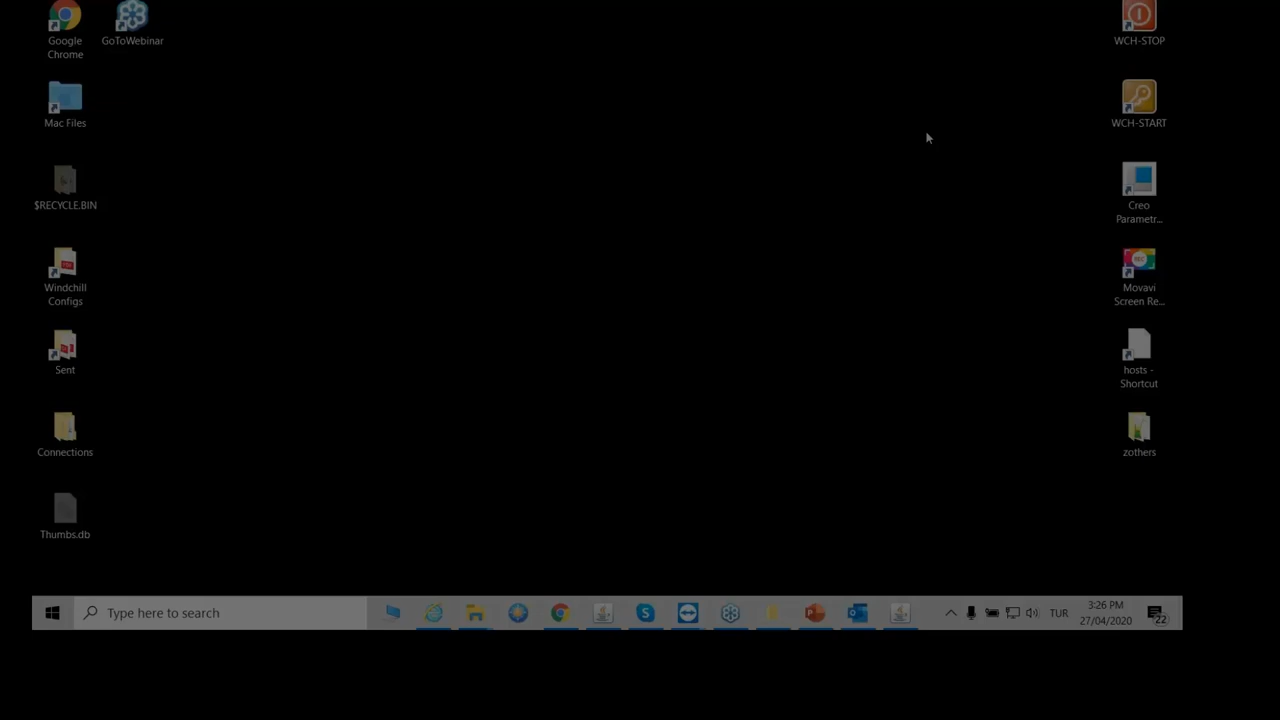 Google
Chrome
GoToWebinar
WCH-STOP
Mac Files
WCH-START
$RECYCLE.BIN
Creo
Parametr...
Windchill
Configs
REC
Movavi
Screen Re...
Sent
hosts -
Shortcut
Connections
zothers
Thumbs.db
Type here to search
TUR
3:26 PM
27/04/2020
22